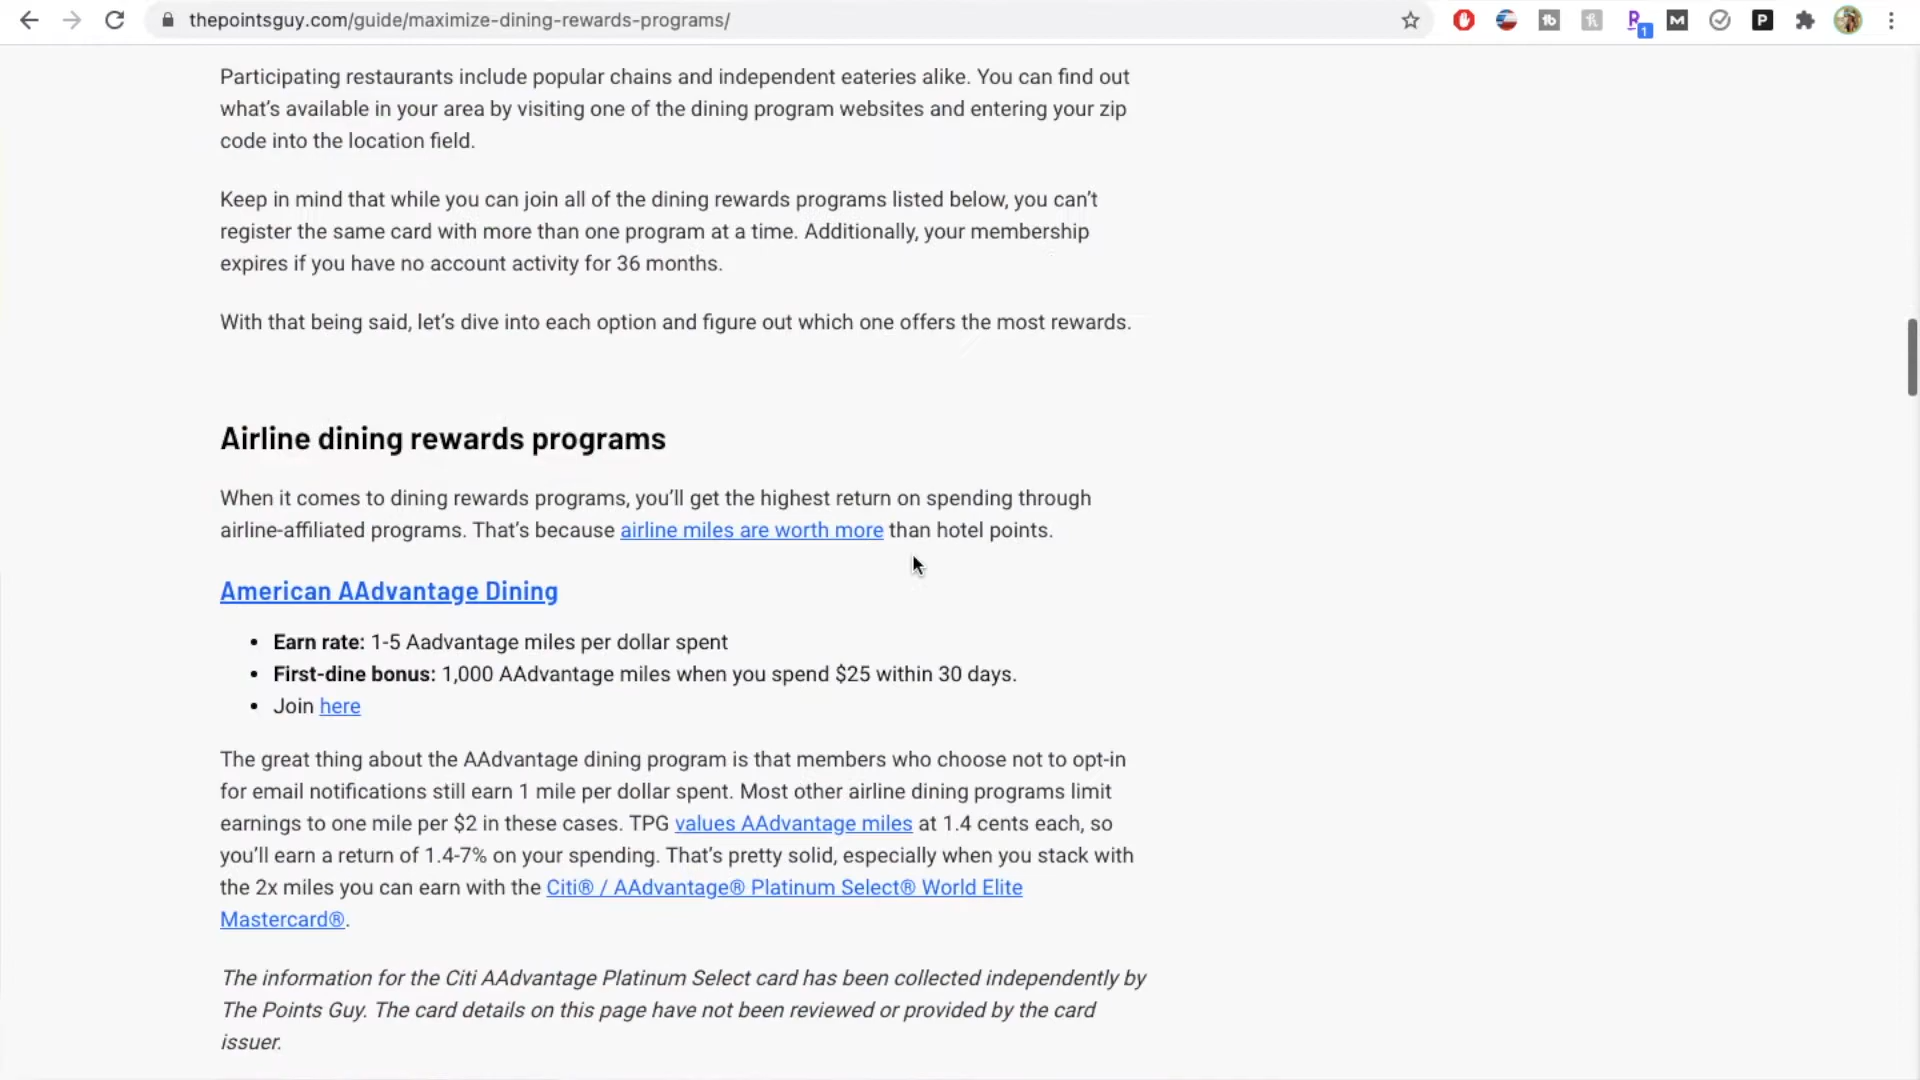 thepointsguy.com/guide/maximize-dining-rewards-programs/
1
Participating restaurants include popular chains and independent eateries alike. You can find out
what’s available in your area by visiting one of the dining program websites and entering your zip
code into the location field.
Keep in mind that while you can join all of the dining rewards programs listed below, you can’t
register the same card with more than one program at a time. Additionally, your membership
expires if you have no account activity for 36 months.
With that being said, let’s dive into each option and figure out which one offers the most rewards.
Airline dining rewards programs
When it comes to dining rewards programs, you’ll get the highest return on spending through
airline-affiliated programs. That’s because airline miles are worth more than hotel points.
American AAdvantage Dining
• Earn rate: 1-5 Aadvantage miles per dollar spent
• First-dine bonus: 1,000 AAdvantage miles when you spend $25 within 30 days.
• Join here
The great thing about the AAdvantage dining program is that members who choose not to opt-in
for email notifications still earn 1 mile per dollar spent. Most other airline dining programs limit
earnings to one mile per $2 in these cases. TPG values AAdvantage miles at 1.4 cents each, so
you’ll earn a return of 1.4-7% on your spending. That’s pretty solid, especially when you stack with
the 2x miles you can earn with the Citi® / AAdvantage® Platinum Select® World Elite
Mastercard®.
The information for the Citi AAdvantage Platinum Select card has been collected independently by
The Points Guy. The card details on this page have not been reviewed or provided by the card
issuer.